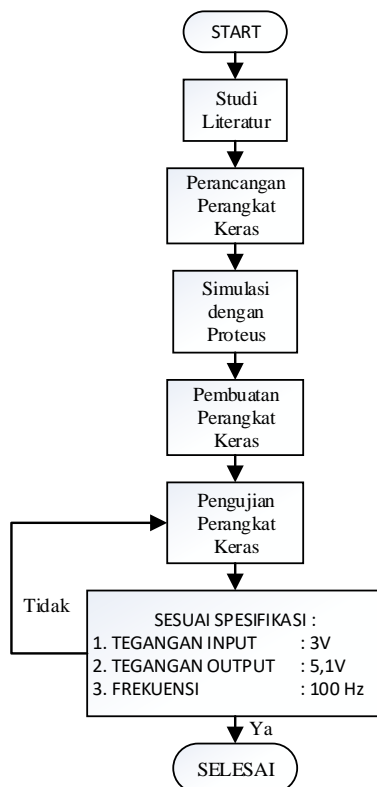 START
Studi
Literatur
Perancangan
Perangkat
Keras
Simulasi
dengan
Proteus
Pembuatan
Perangkat
Keras
Pengujian
Perangkat
Keras
Tidak
SESUAI SPESIFIKASI :
1. TEGANGAN INPUT : 3V
2. TEGANGAN OUTPUT : 5,1V
3. FREKUENSI : 100 Hz
Ya
SELESAI